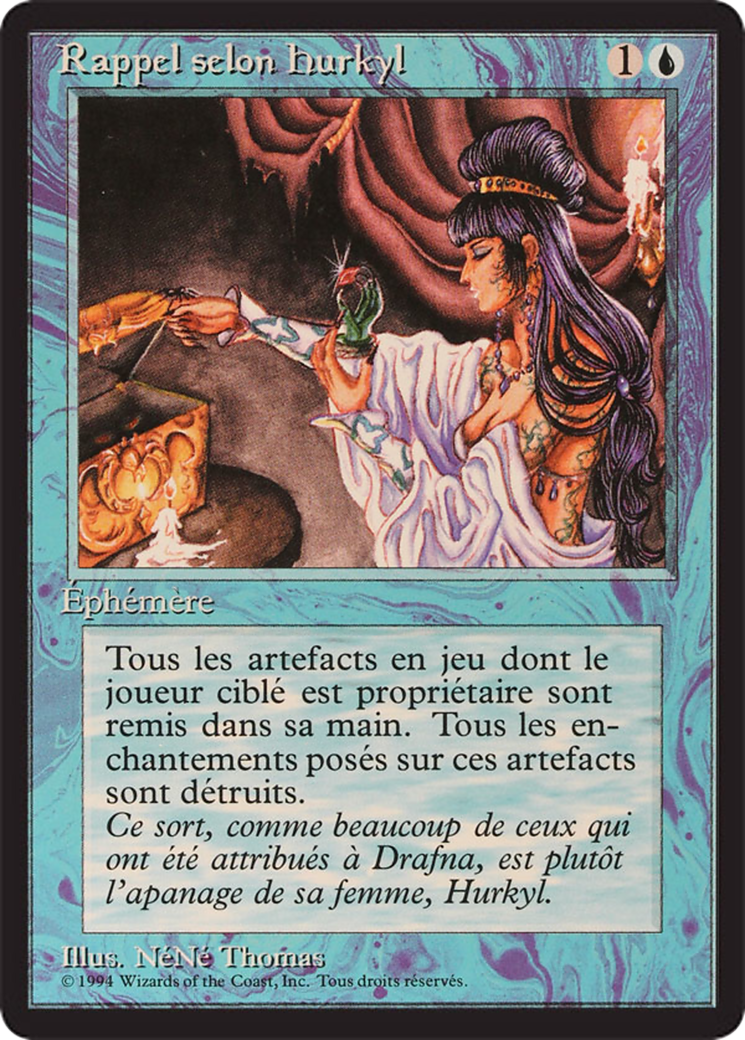 Rappel selon Hurkyl 1
Éphémère
Tous les artefacts en jeu dont le
joueur ciblé est propriétaire sont
remis dans sa main. Tous les en-
chantements posés sur ces artefacts
sont détruits.
Ce sort, comme beaucoup de ceux qui
ont été attribués à Drafna, est plutôt
l'apanage de sa femme, Hurkyl.
Illus. NéNé Thomas
© 1994 Wizards of the Coast, Inc. Tous droits réservés.